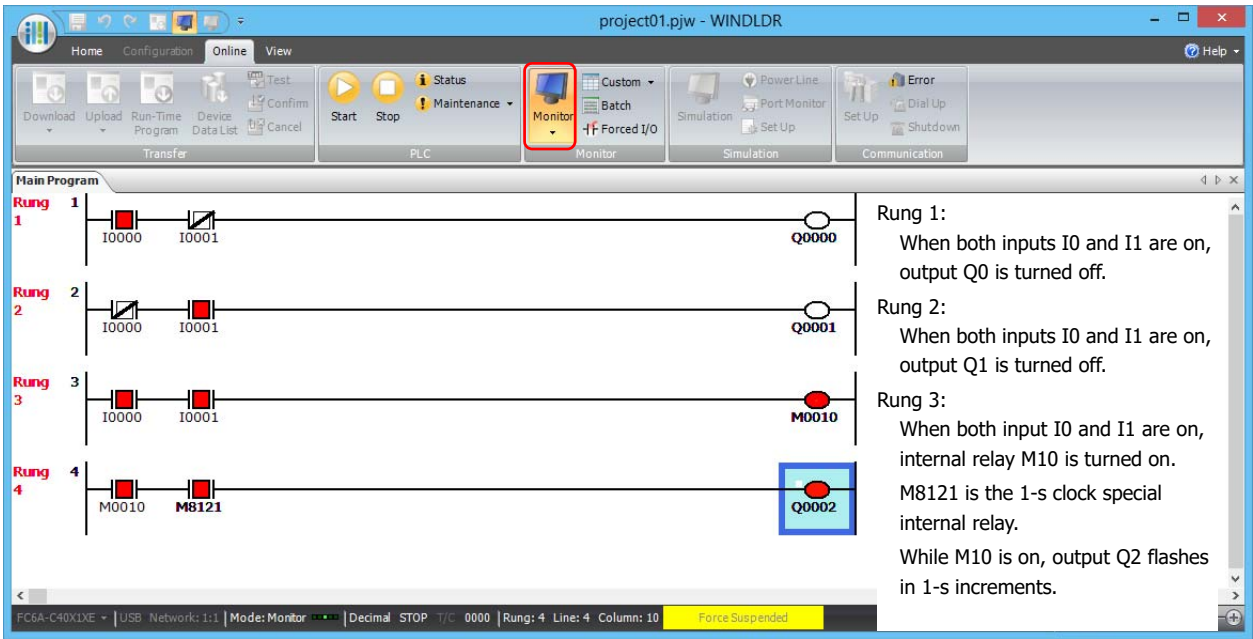 project01.pjw - WINDLDR
Home Configuration Online View Help
Download Upload Run-Time Program Device Data List Test Confirm Cancel
Start Stop Status Maintenance
Monitor Custom Batch Forced I/O
Simulation Power Line Port Monitor Set Up
Set Up Error Dial Up Shutdown
Transfer PLC Monitor Simulation Communication
Main Program
Rung 1
1
I0000 I0001 Q0000
Rung 2
2
I0000 I0001 Q0001
Rung 3
3
I0000 I0001 M0010
Rung 4
4
M0010 M8121 Q0002
Rung 1:
When both inputs I0 and I1 are on,
output Q0 is turned off.
Rung 2:
When both inputs I0 and I1 are on,
output Q1 is turned off.
Rung 3:
When both input I0 and I1 are on,
internal relay M10 is turned on.
M8121 is the 1-s clock special
internal relay.
While M10 is on, output Q2 flashes
in 1-s increments.
FC6A-C40X1XE USB Network: 1:1 Mode: Monitor Decimal STOP T/C 0000 Rung: 4 Line: 4 Column: 10 Force Suspended